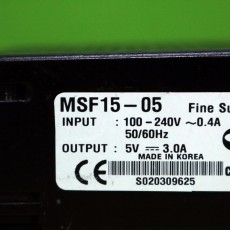 MSF15-05 Fine Su
INPUT : 100-240V ~0.4A
50/60Hz
OUTPUT : 5V ⎓ 3.0A
MADE IN KOREA
CE
S020309625